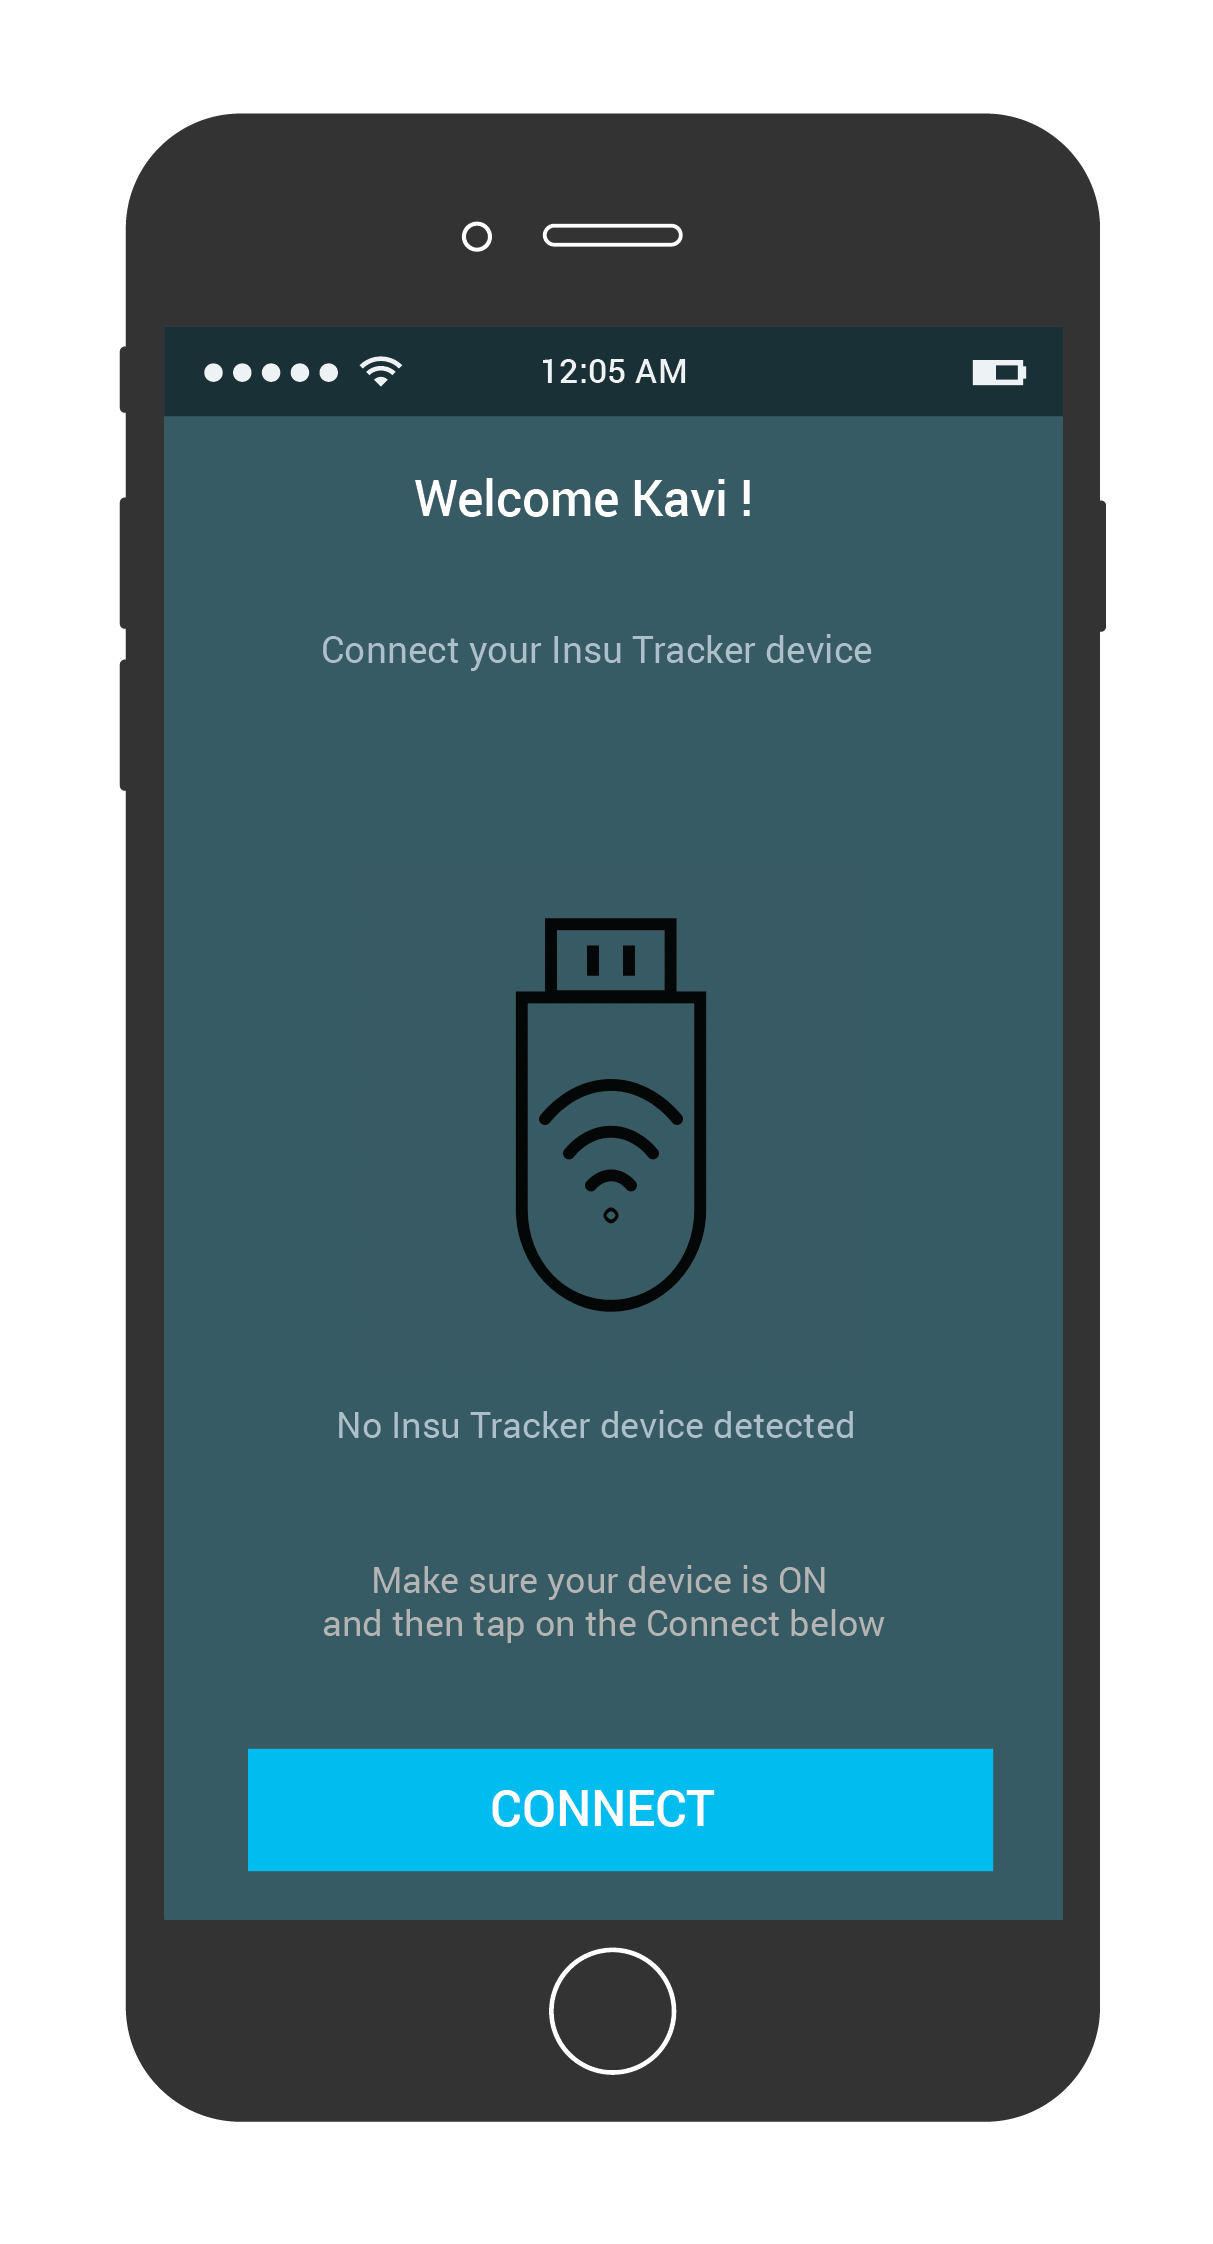 12:05 AM
Welcome Kavi !
Connect your Insu Tracker device
No Insu Tracker device detected
Make sure your device is ON
and then tap on the Connect below
CONNECT